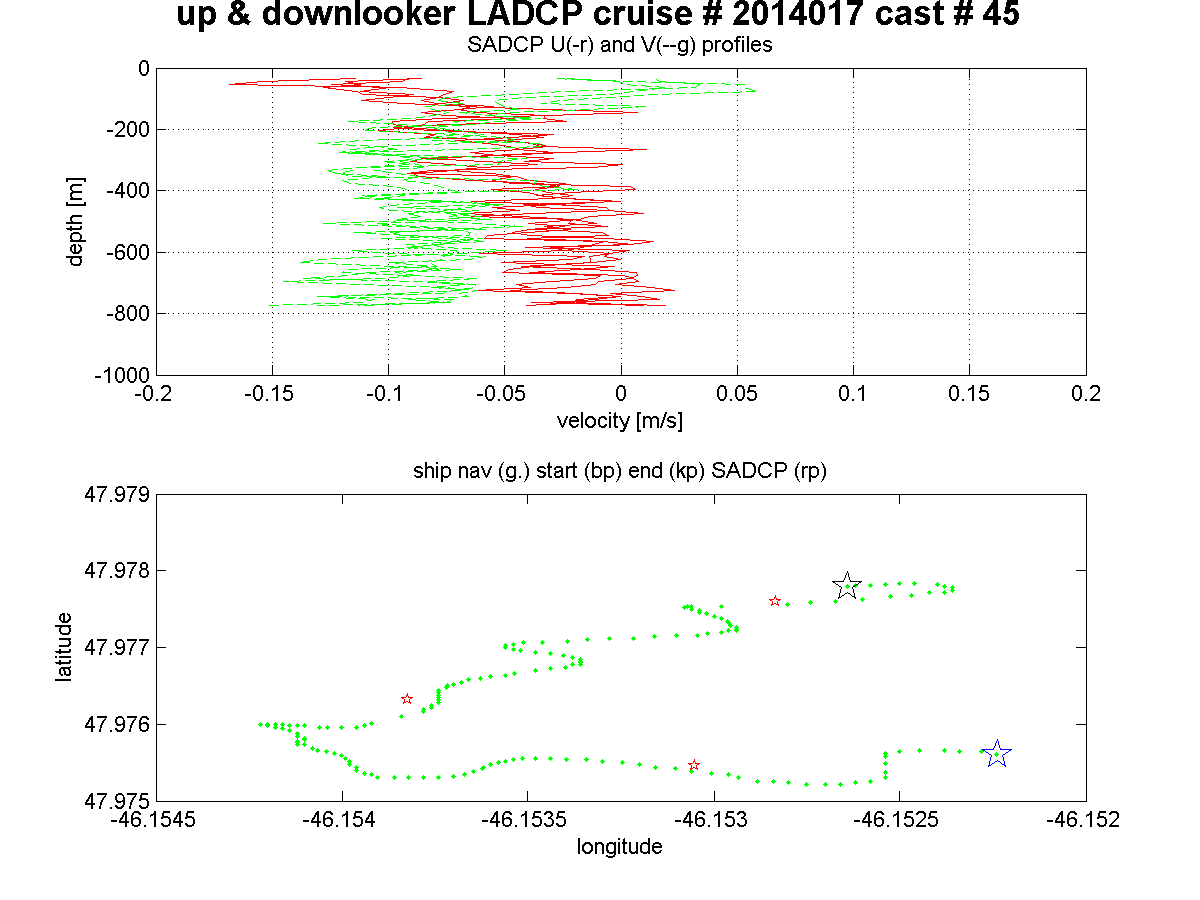 up & downlooker LADCP cruise # 2014017 cast # 45
SADCP U(-r) and V(--g) profiles
0
-200
-400
-600
-800
-1000
depth [m]
-0.2 -0.15 -0.1 -0.05 0 0.05 0.1 0.15 0.2
velocity [m/s]
ship nav (g.) start (bp) end (kp) SADCP (rp)
47.979
47.978
47.977
47.976
47.975
latitude
-46.1545 -46.154 -46.1535 -46.153 -46.1525 -46.152
longitude